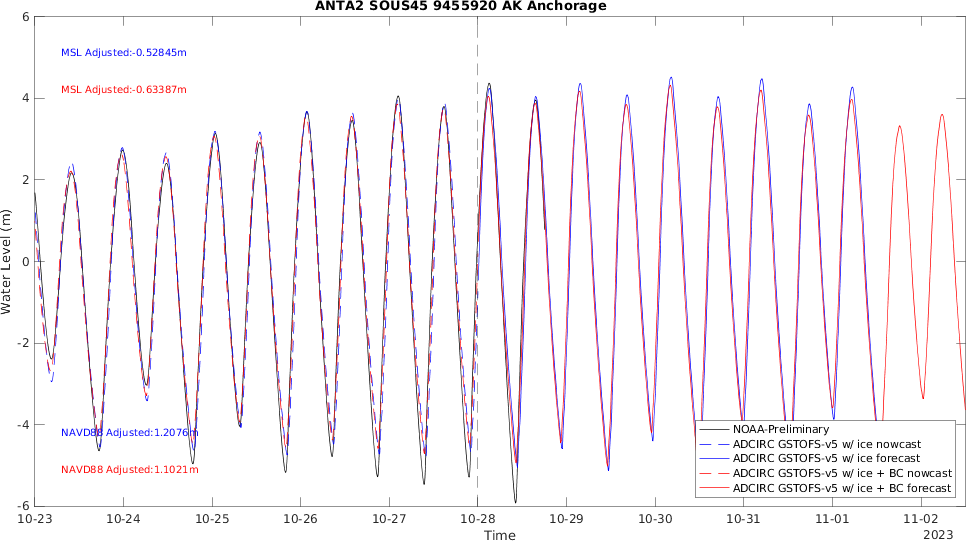 ANTA2 SOUS45 9455920 AK Anchorage
6
4
2
0
-2
-4
-6
Water Level (m)
MSL Adjusted:-0.52845m
MSL Adjusted:-0.63387m
NAVD88 Adjusted:1.2076m
NAVD88 Adjusted:1.1021m
NOAA-Preliminary
ADCIRC GSTOFS-v5 w/ ice nowcast
ADCIRC GSTOFS-v5 w/ ice forecast
ADCIRC GSTOFS-v5 w/ ice + BC nowcast
ADCIRC GSTOFS-v5 w/ ice + BC forecast
10-23 10-24 10-25 10-26 10-27 10-28 10-29 10-30 10-31 11-01 11-02
Time
2023